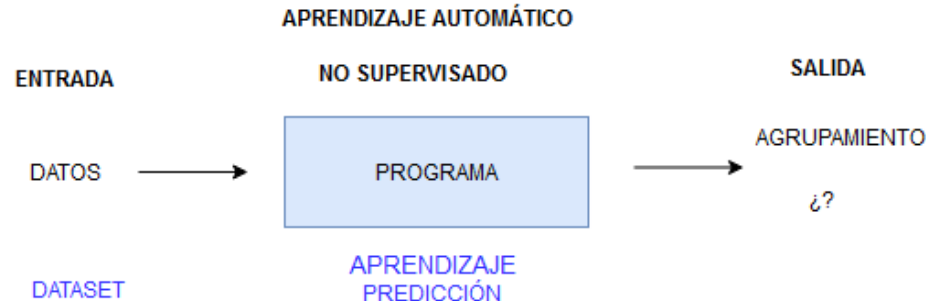 APRENDIZAJE AUTOMÁTICO
NO SUPERVISADO
ENTRADA
SALIDA
DATOS
PROGRAMA
AGRUPAMIENTO
¿?
DATASET
APRENDIZAJE
PREDICCIÓN